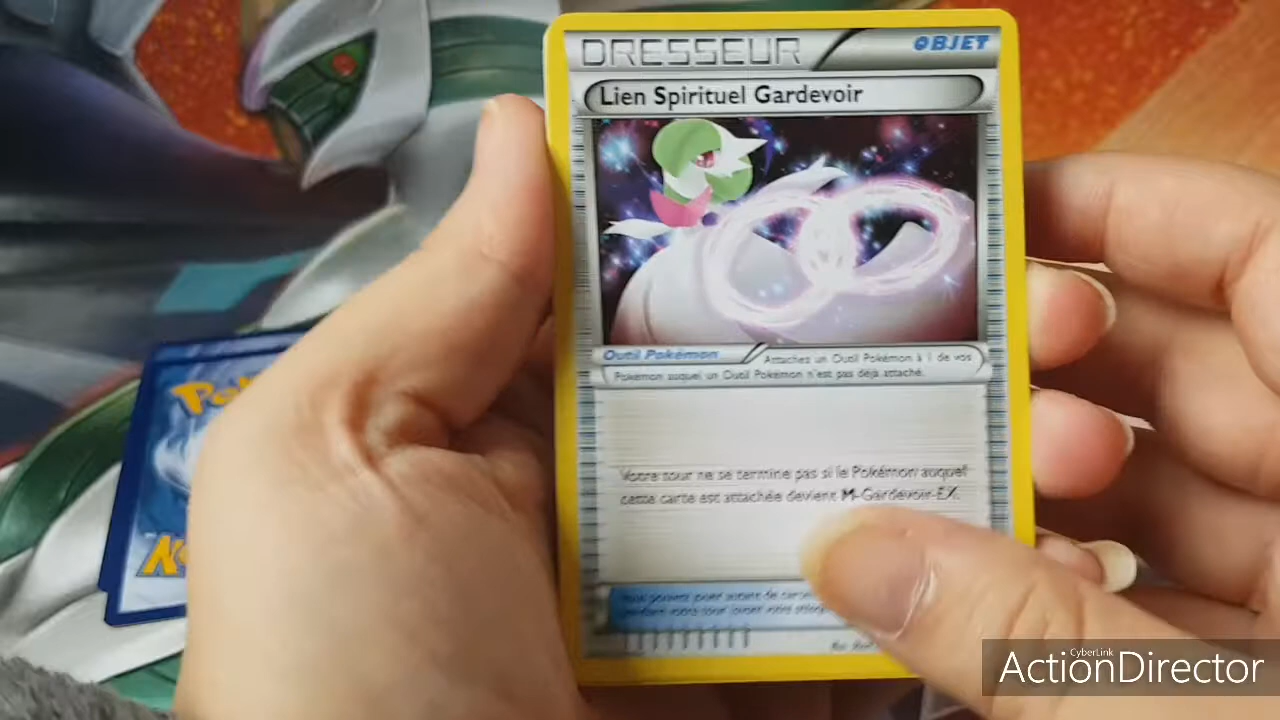 DRESSEUR
OBJET
Lien Spirituel Gardevoir
Outil Pokémon
Attachez un Outil Pokémon à 1 de vos
Pokémon auquel un Outil Pokémon n'est pas déjà attaché.
Votre tour ne se termine pas si le Pokémon auquel
cette carte est attachée devient M-Gardevoir-EX.
CyberLink
ActionDirector